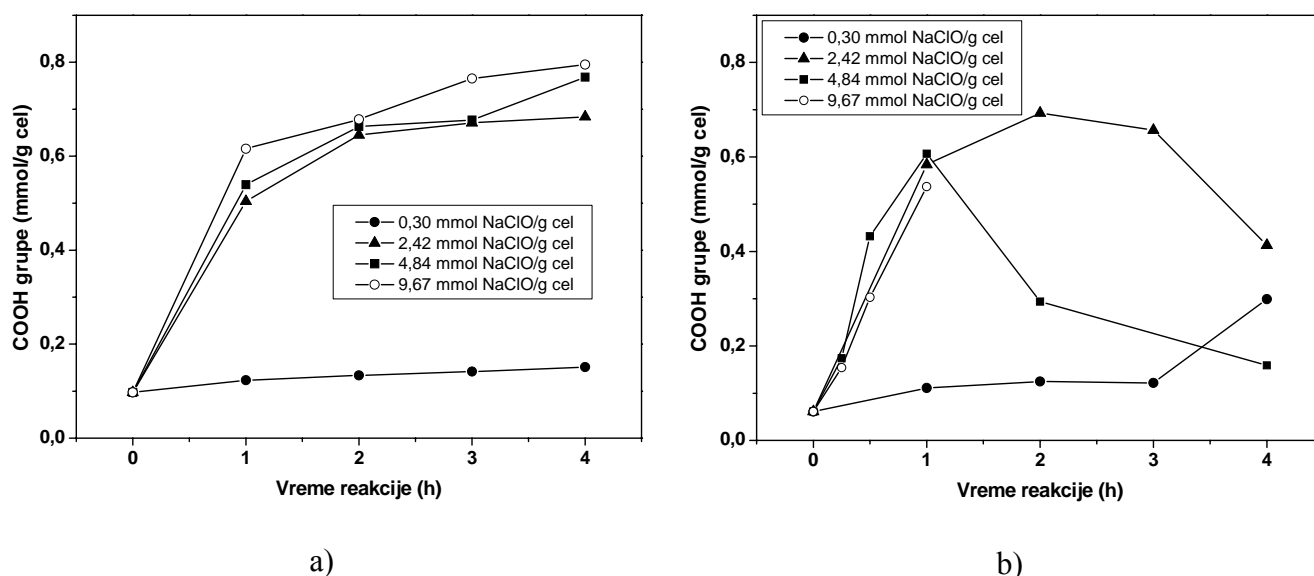 0,8
0,6
0,4
0,2
0,0
COOH grupe (mmol/g cel)
0,30 mmol NaClO/g cel
2,42 mmol NaClO/g cel
4,84 mmol NaClO/g cel
9,67 mmol NaClO/g cel
0 1 2 3 4
Vreme reakcije (h)
a)
0,30 mmol NaClO/g cel
2,42 mmol NaClO/g cel
4,84 mmol NaClO/g cel
9,67 mmol NaClO/g cel
0,8
0,6
0,4
0,2
0,0
COOH grupe (mmol/g cel)
0 1 2 3 4
Vreme reakcije (h)
b)